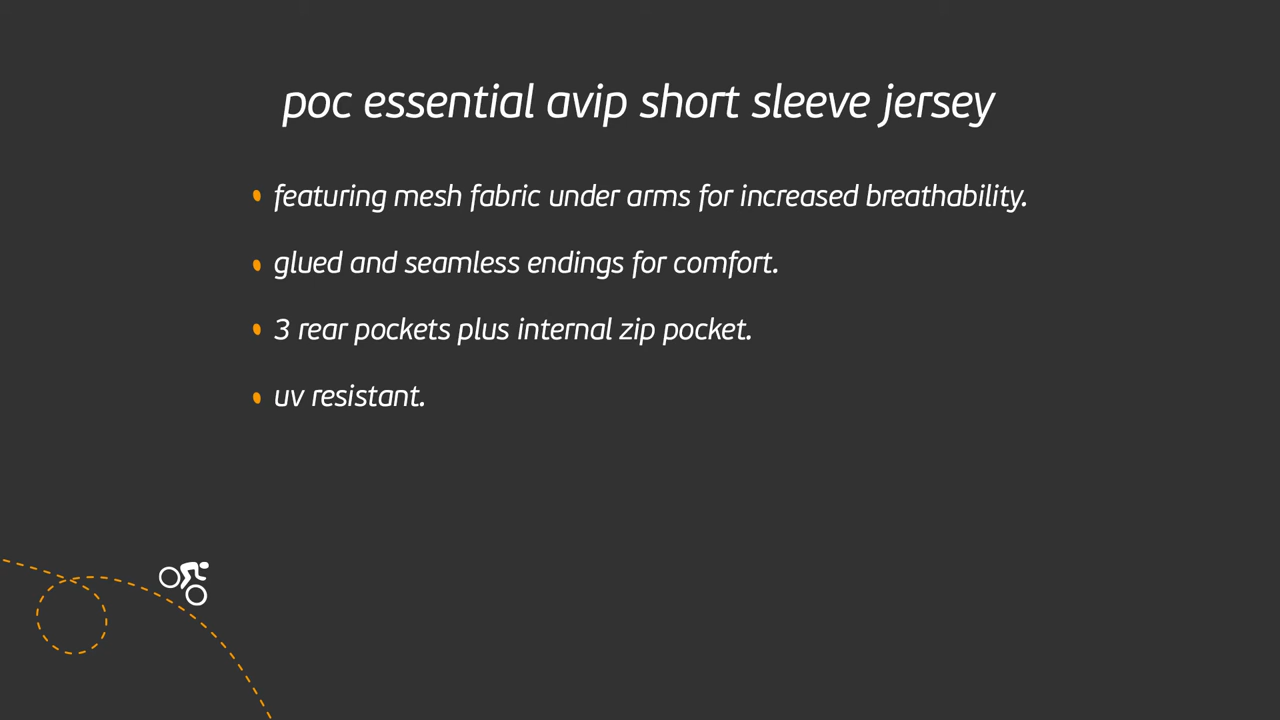 poc essential avip short sleeve jersey
featuring mesh fabric under arms for increased breathability.
glued and seamless endings for comfort.
3 rear pockets plus internal zip pocket.
uv resistant.